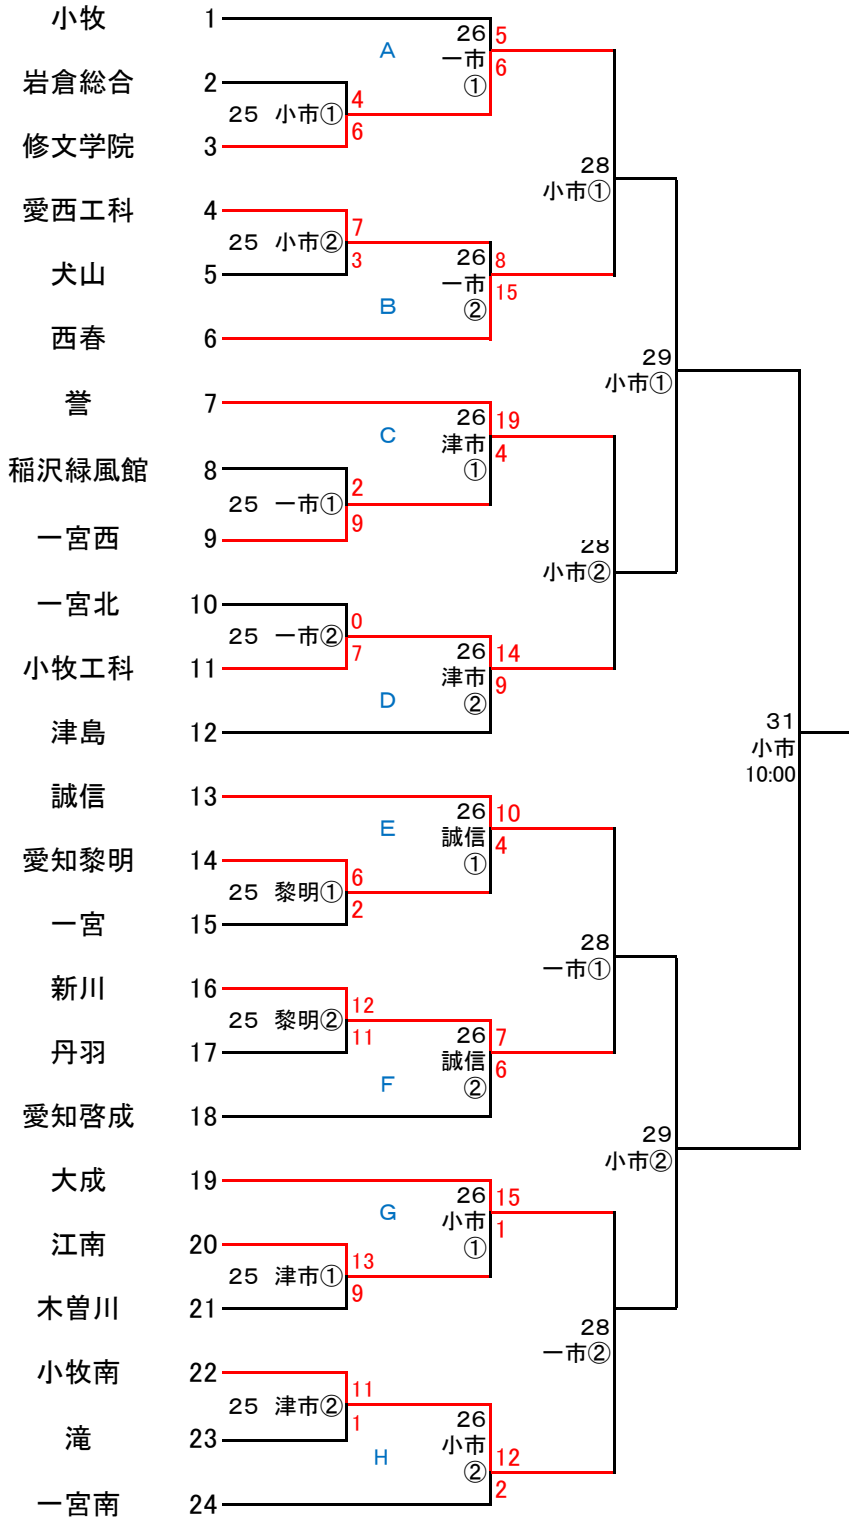 小牧 1
岩倉総合 2
修文学院 3
愛西工科 4
犬山 5
西春 6
誉 7
稲沢緑風館 8
一宮西 9
一宮北 10
小牧工科 11
津島 12
誠信 13
愛知黎明 14
一宮 15
新川 16
丹羽 17
愛知啓成 18
大成 19
江南 20
木曽川 21
小牧南 22
滝 23
一宮南 24
25 小市①
4
6
25 小市②
7
3
25 一市①
2
9
25 一市②
0
7
25 黎明①
6
2
25 黎明②
12
11
25 津市①
13
9
25 津市②
11
1
A
26
一市
①
5
6
B
26
一市
②
8
15
C
26
津市
①
19
4
D
26
津市
②
14
9
E
26
誠信
①
10
4
F
26
誠信
②
7
6
G
26
小市
①
15
1
H
26
小市
②
12
2
28
小市①
28
小市②
28
一市①
28
一市②
29
小市①
29
小市②
31
小市
10:00